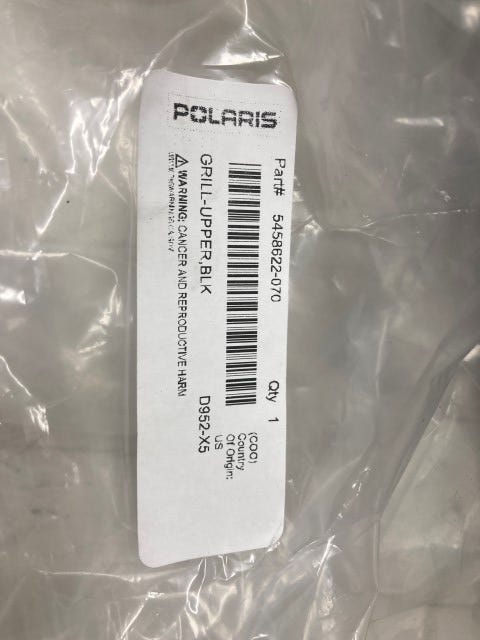 POLARIS
Part# 5458622-070 Qty 1
(COO)
Country
Of Origin:
US
GRILL-UPPER,BLK D952-X5
⚠ WARNING: CANCER AND REPRODUCTIVE HARM